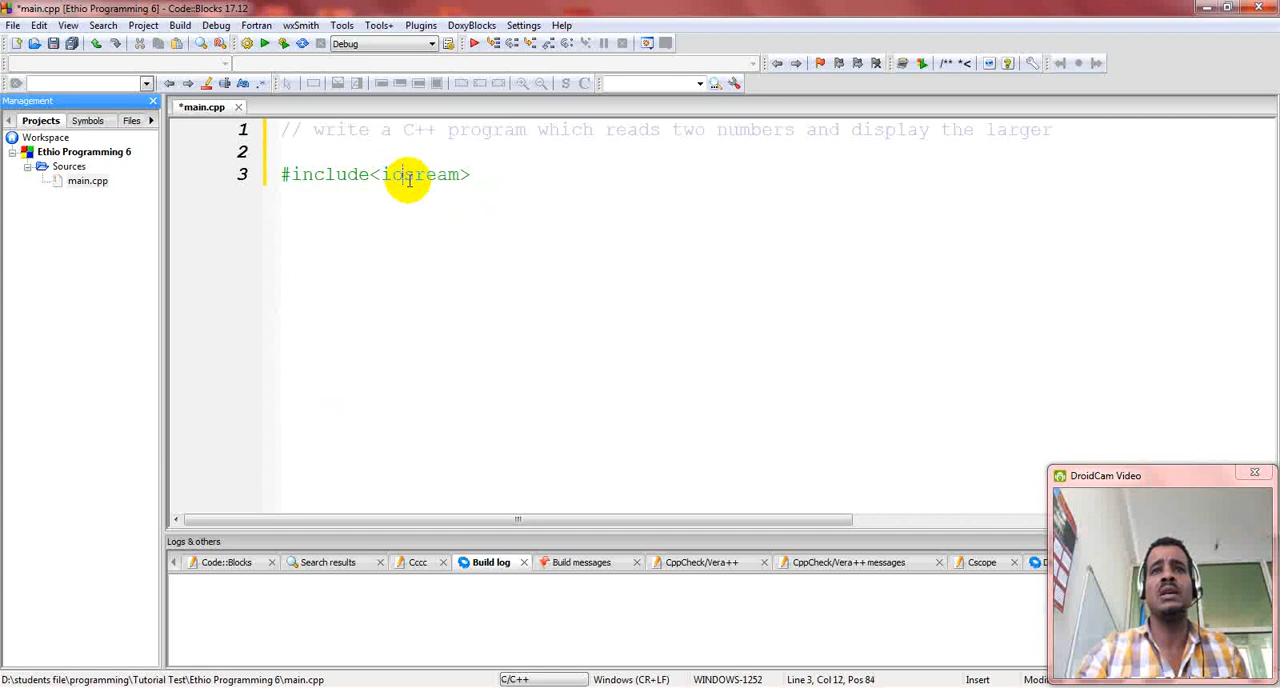 *main.cpp [Ethio Programming 6] - Code::Blocks 17.12
File Edit View Search Project Build Debug Fortran wxSmith Tools Tools+ Plugins DoxyBlocks Settings Help
Debug
/** *<
S C
Management
*main.cpp
Projects Symbols Files
Workspace
Ethio Programming 6
Sources
main.cpp
1 // write a C++ program which reads two numbers and display the larger
2
3 #include<iosream>
DroidCam Video
Logs & others
Code::Blocks Search results Cccc Build log Build messages CppCheck/Vera++ CppCheck/Vera++ messages Cscope D
D:\students file\programming\Tutorial Test\Ethio Programming 6\main.cpp C/C++ Windows (CR+LF) WINDOWS-1252 Line 3, Col 12, Pos 84 Insert Modi